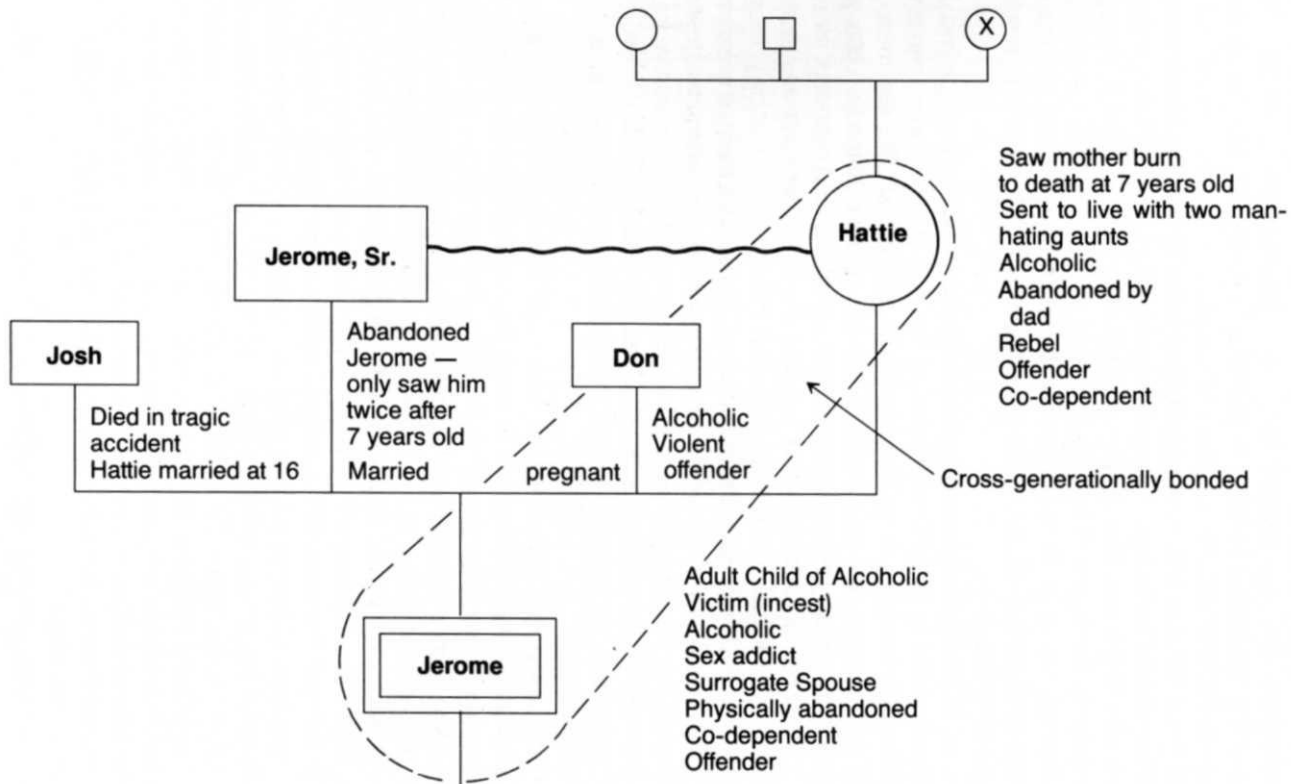 X
Saw mother burn
to death at 7 years old
Sent to live with two man-
hating aunts
Alcoholic
Abandoned by
dad
Rebel
Offender
Co-dependent
Hattie
Jerome, Sr.
Josh
Died in tragic
accident
Hattie married at 16
Abandoned
Jerome —
only saw him
twice after
7 years old
Married
pregnant
Don
Alcoholic
Violent
offender
Cross-generationally bonded
Jerome
Adult Child of Alcoholic
Victim (incest)
Alcoholic
Sex addict
Surrogate Spouse
Physically abandoned
Co-dependent
Offender